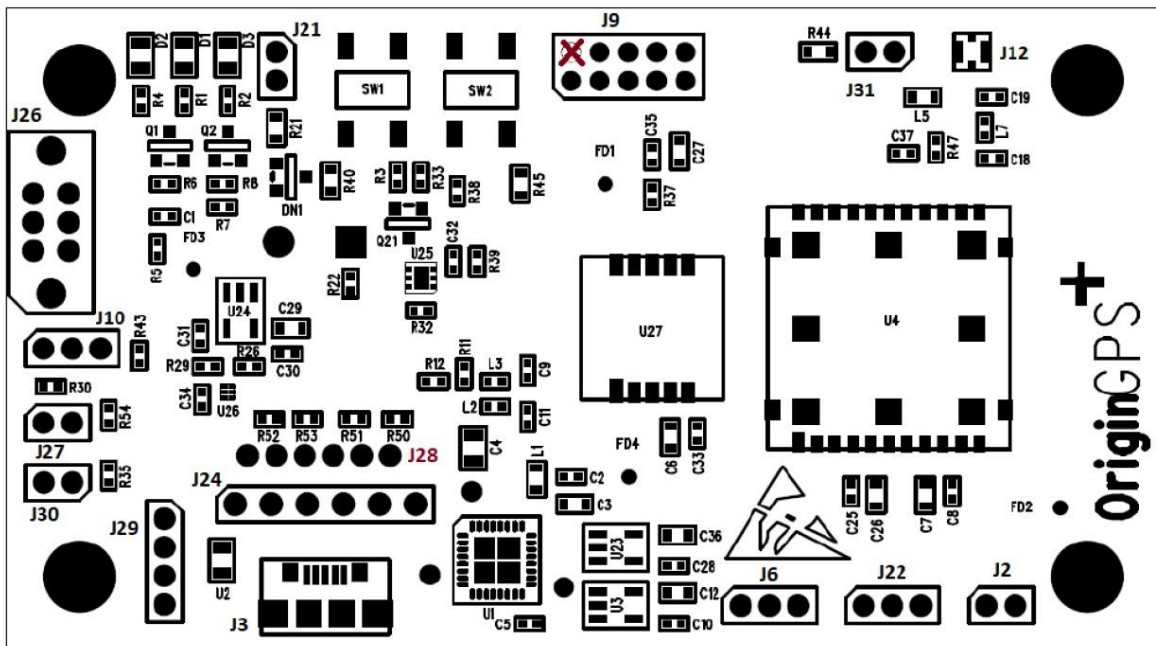 J9
J21
R44
J12
D2
D1
D3
J31
J26
SW1
SW2
R4
R1
R2
C19
L5
Q1
Q2
R21
C35
C27
L7
C37
R47
C18
FD1
R3
R33
R38
R45
R40
R6
R8
R37
DN1
C1
R7
FD3
Q21
R5
U25
C32
R39
R22
U24
C29
R32
U27
U4
J10
R43
C31
R29
R26
C30
R12
R11
L3
C9
R30
C34
U26
L2
C11
R54
R52
R53
R51
R50
J27
J28
C4
L1
FD4
C6
C33
R35
J24
C2
C3
J30
C25
C26
C7
C8
FD2
J29
U2
U23
C36
C28
J6
J22
J2
J3
U1
C5
U3
C12
C10
OriginGPS